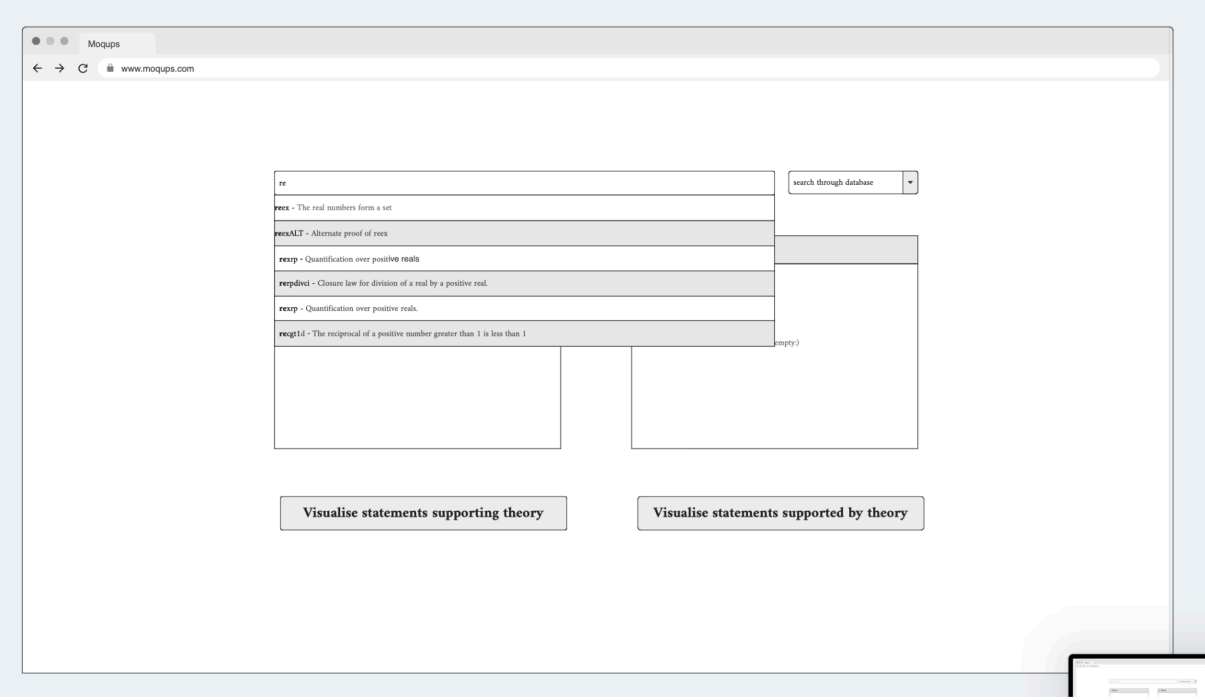 Moqups
www.moqups.com
re
search through database
reex - The real numbers form a set
reexALT - Alternate proof of reex
rexrp - Quantification over positive reals
rerpdivci - Closure law for division of a real by a positive real.
rexrp - Quantification over positive reals.
recgt1d - The reciprocal of a positive number greater than 1 is less than 1
empty:)
Visualise statements supporting theory
Visualise statements supported by theory